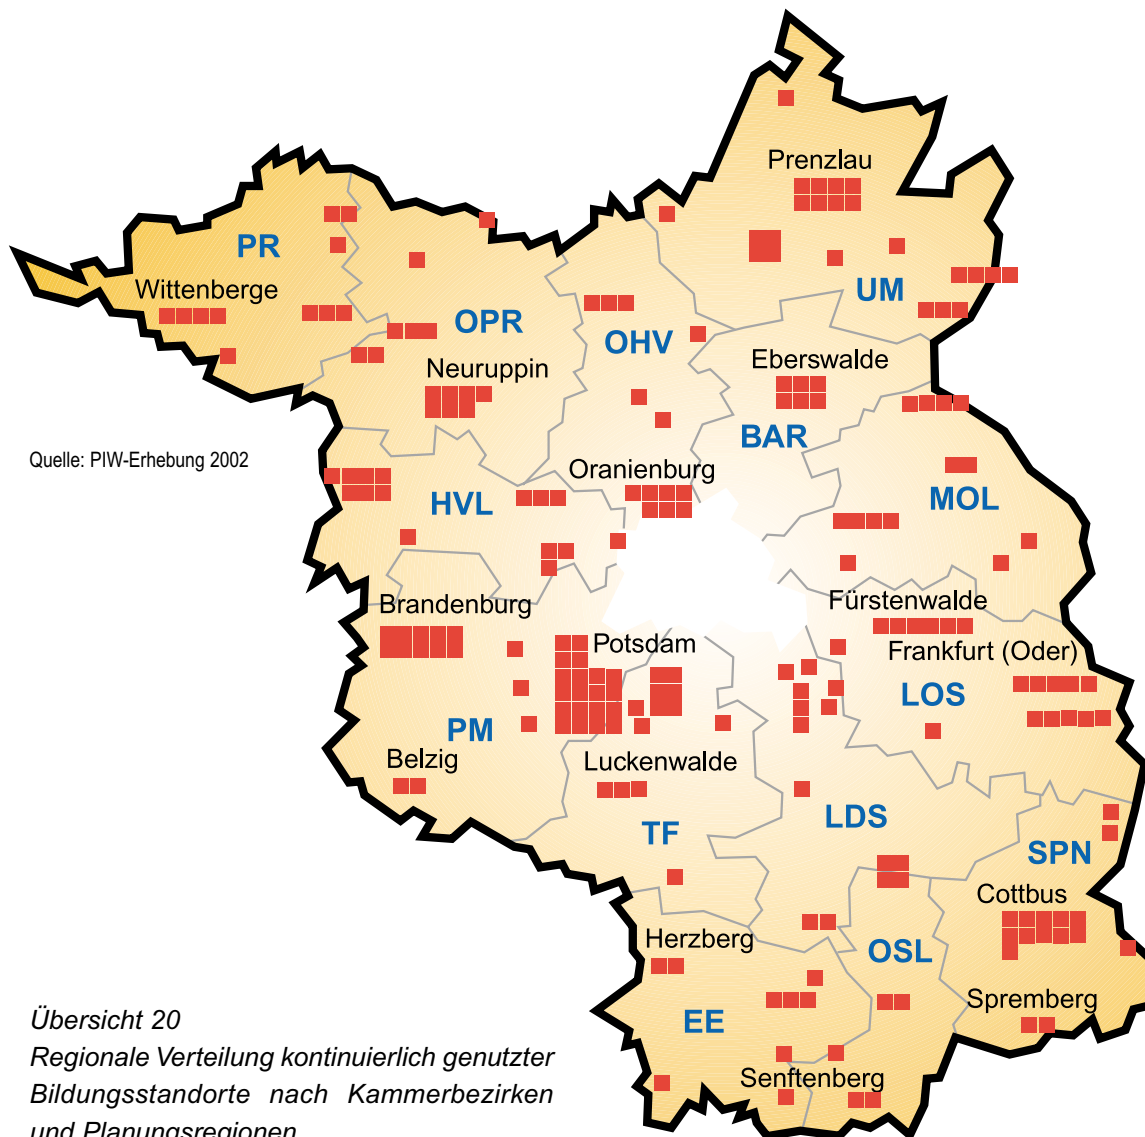 Prenzlau
PR
Wittenberge
UM
OPR
OHV
Neuruppin
Eberswalde
BAR
Quelle: PIW-Erhebung 2002
Oranienburg
HVL
MOL
Brandenburg
Fürstenwalde
Potsdam
Frankfurt (Oder)
LOS
PM
Belzig
Luckenwalde
LDS
TF
SPN
Cottbus
Herzberg
OSL
Spremberg
EE
Senftenberg
Übersicht 20
Regionale Verteilung kontinuierlich genutzter
Bildungsstandorte nach Kammerbezirken
und Planungsregionen